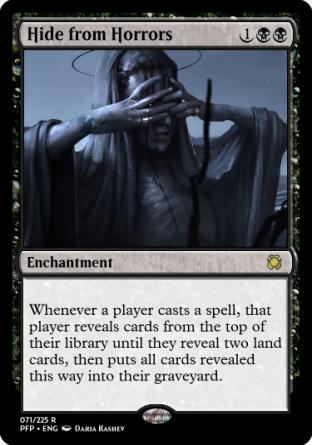 Hide from Horrors 1
Enchantment
Whenever a player casts a spell, that
player reveals cards from the top of
their library until they reveal two land
cards, then puts all cards revealed
this way into their graveyard.
071/225 R
PFP • ENG DARIA RASHEV